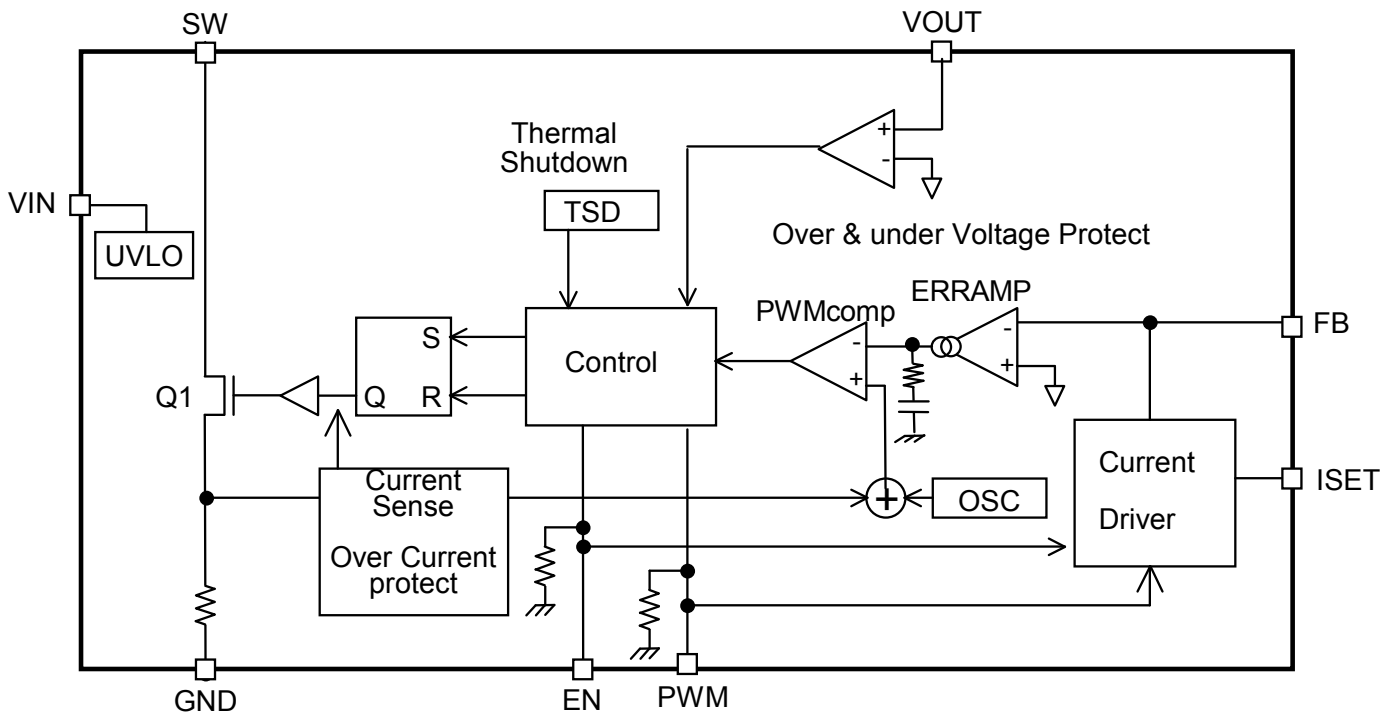 SW
VOUT
Thermal
Shutdown
+
-
VIN
TSD
UVLO
Over & under Voltage Protect
ERRAMP
PWMcomp
FB
S
-
-
Control
+
+
Q1
Q
R
Current
Driver
Current
Sense
ISET
+
OSC
Over Current
protect
GND
EN
PWM